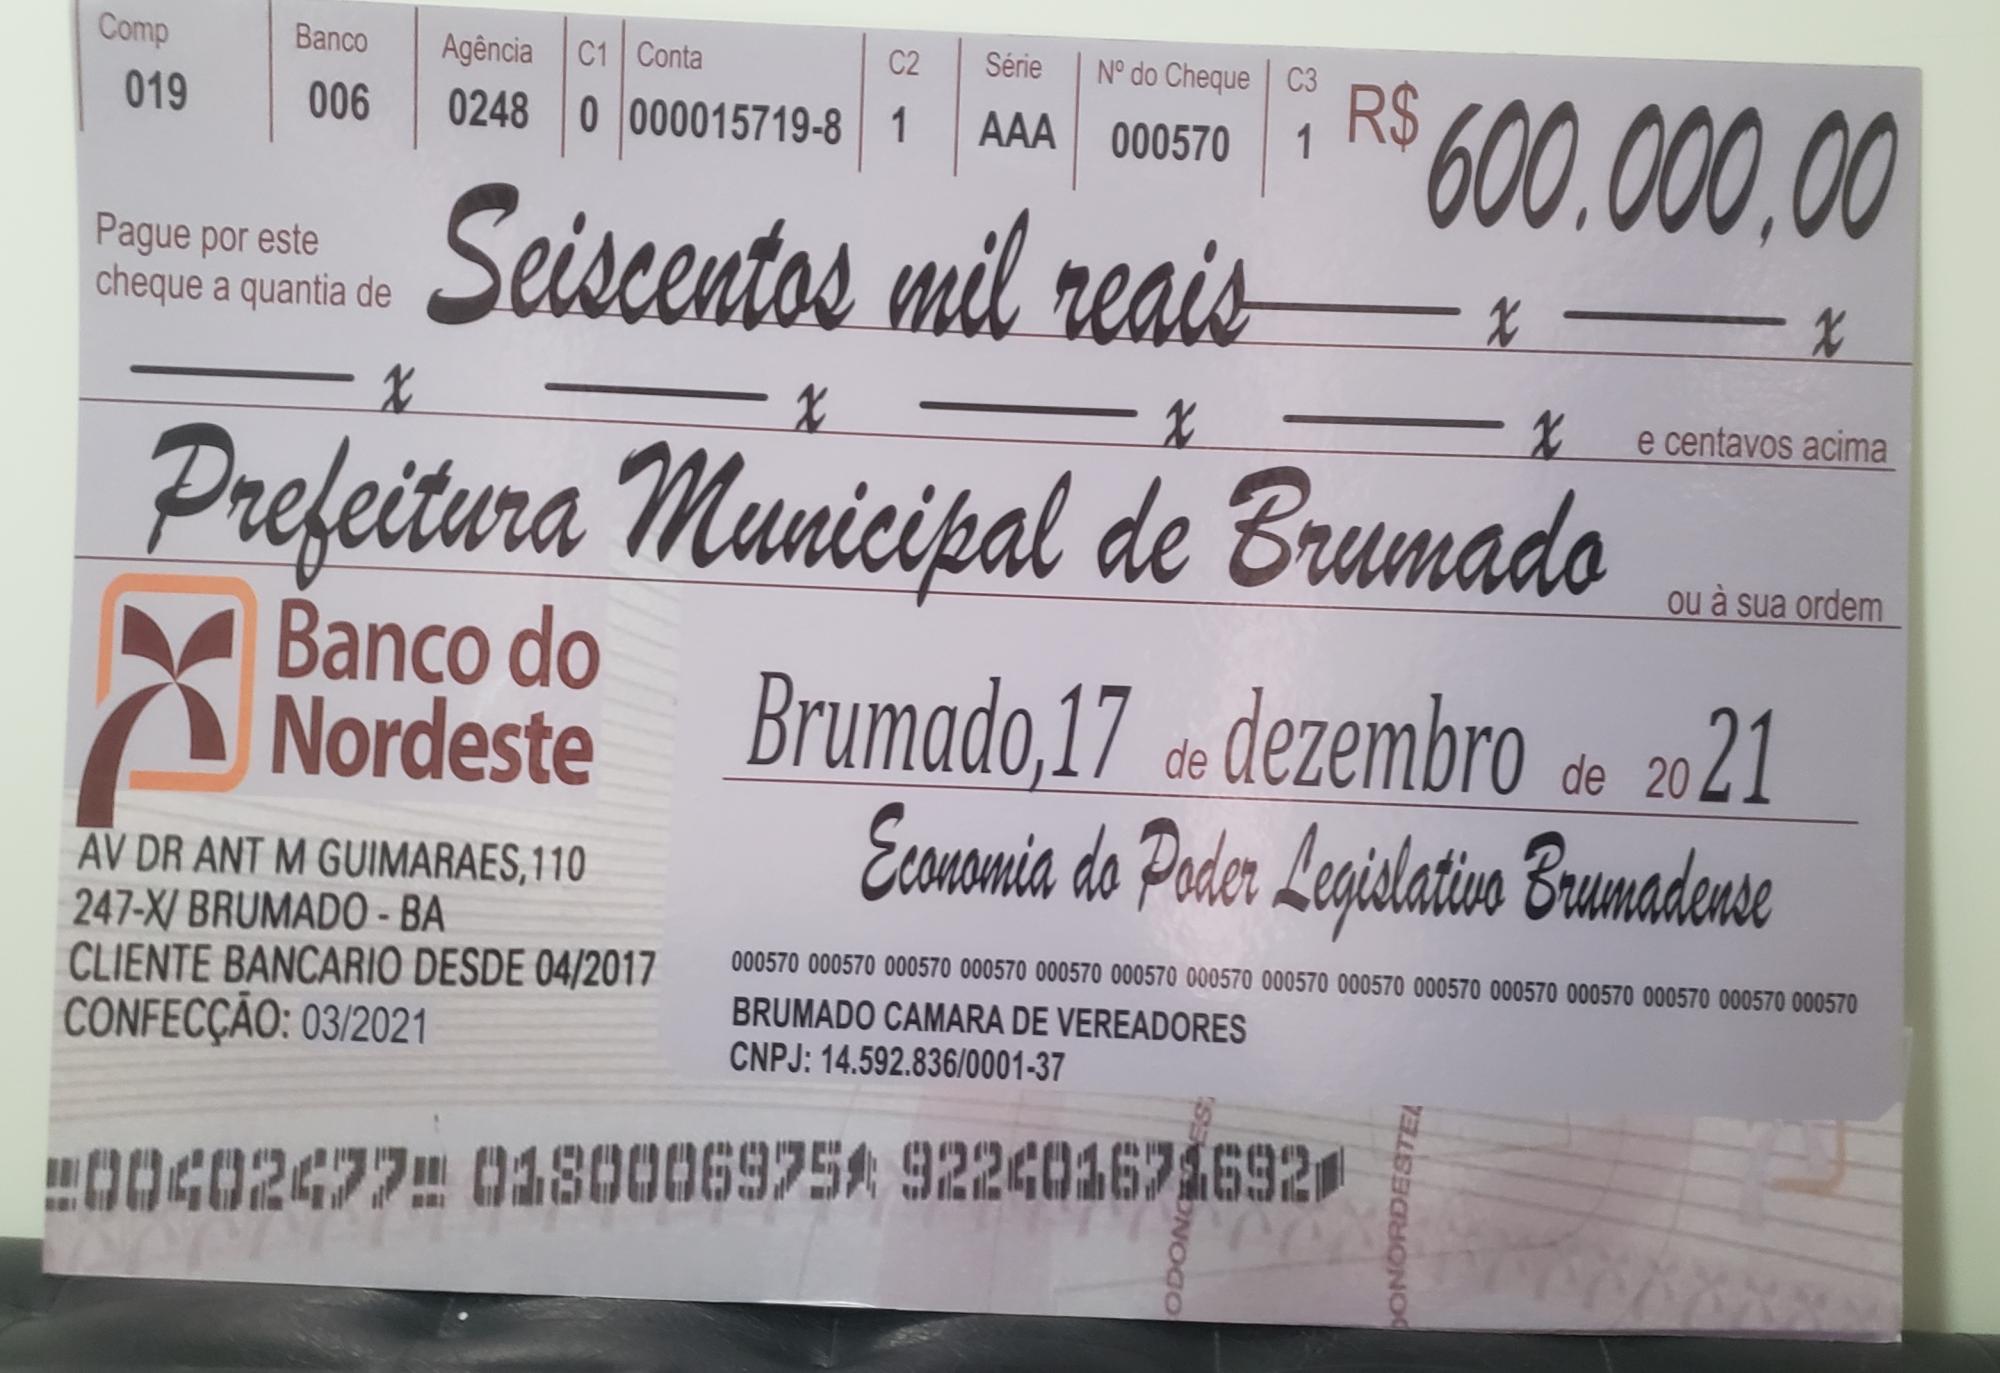 Comp Banco Agência C1 Conta C2 Série Nº do Cheque C3
019 006 0248 0 000015719-8 1 AAA 000570 1 R$ 600.000,00
Pague por este
cheque a quantia de Seiscentos mil reais——— x ——— x
——— x ——— x ——— x ——— x e centavos acima
Prefeitura Municipal de Brumado ou à sua ordem
Banco do
Nordeste
Brumado,17 de dezembro de 2021
Economia do Poder Legislativo Brumadense
AV DR ANT M GUIMARAES,110
247-X/ BRUMADO - BA
CLIENTE BANCARIO DESDE 04/2017
CONFECÇÃO: 03/2021
000570 000570 000570 000570 000570 000570 000570 000570 000570 000570 000570 000570 000570 000570 000570
BRUMADO CAMARA DE VEREADORES
CNPJ: 14.592.836/0001-37
00402477 018000697 92240167